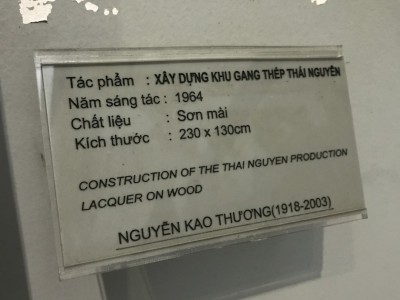 Tác phẩm : XÂY DỰNG KHU GANG THÉP THÁI NGUYÊN
Năm sáng tác : 1964
Chất liệu : Sơn mài
Kích thước : 230 x 130cm
CONSTRUCTION OF THE THAI NGUYEN PRODUCTION
LACQUER ON WOOD
NGUYỄN KAO THƯƠNG(1918-2003)